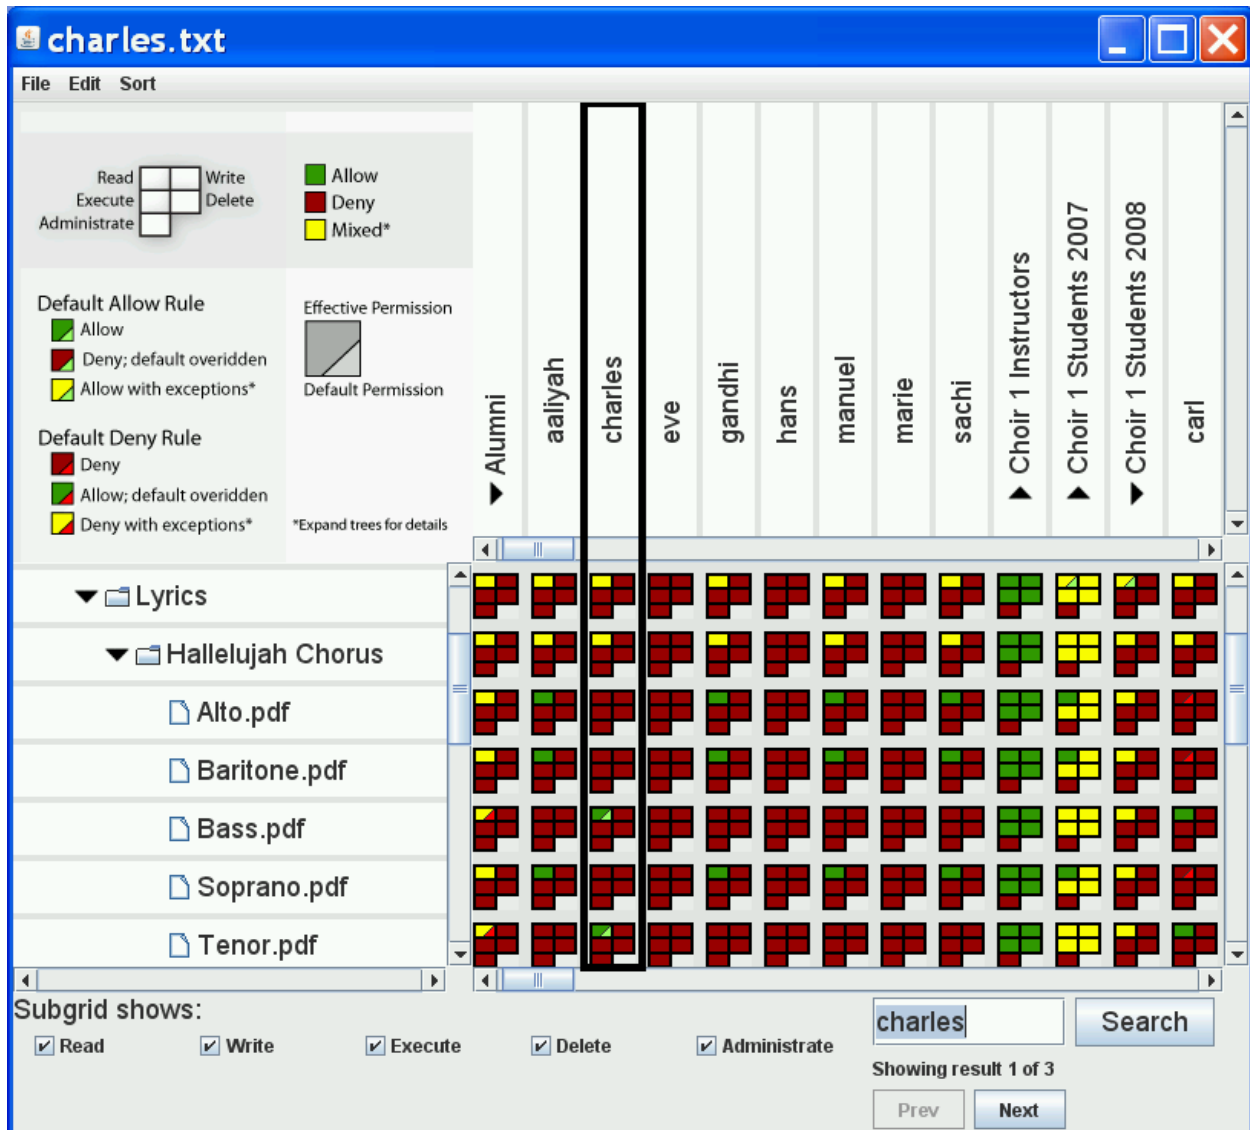 charles.txt
File Edit Sort
Read Write
Execute Delete
Administrate
Allow
Deny
Mixed*
Default Allow Rule
Allow
Deny; default overidden
Allow with exceptions*
Default Deny Rule
Deny
Allow; default overidden
Deny with exceptions*
Effective Permission
Default Permission
*Expand trees for details
Alumni
aaliyah
charles
eve
gandhi
hans
manuel
marie
sachi
Choir 1 Instructors
Choir 1 Students 2007
Choir 1 Students 2008
carl
Lyrics
Hallelujah Chorus
Alto.pdf
Baritone.pdf
Bass.pdf
Soprano.pdf
Tenor.pdf
Subgrid shows:
Read Write Execute Delete Administrate
charles Search
Showing result 1 of 3
Prev Next